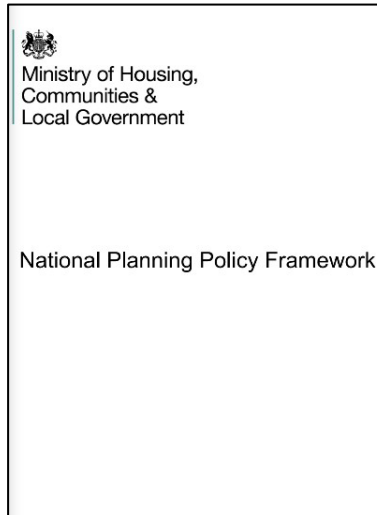 Ministry of Housing,
Communities &
Local Government
National Planning Policy Framework